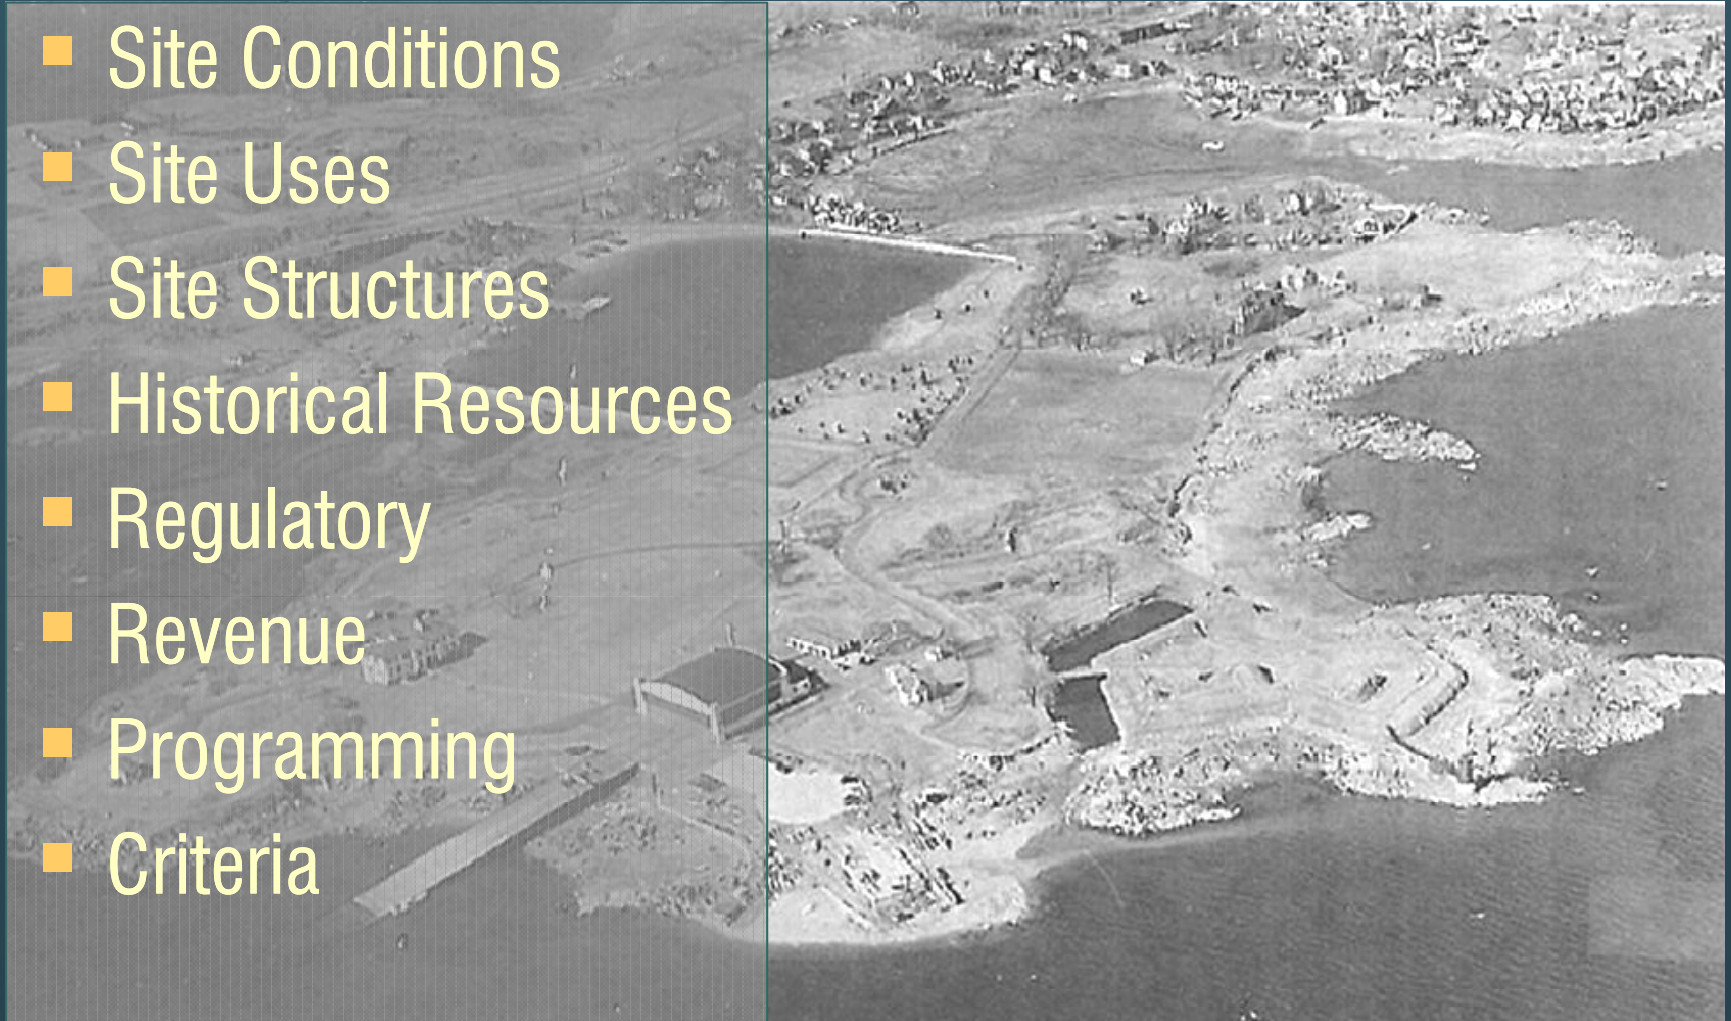 Site Conditions
Site Uses
Site Structures
Historical Resources
Regulatory
Revenue
Programming
Criteria